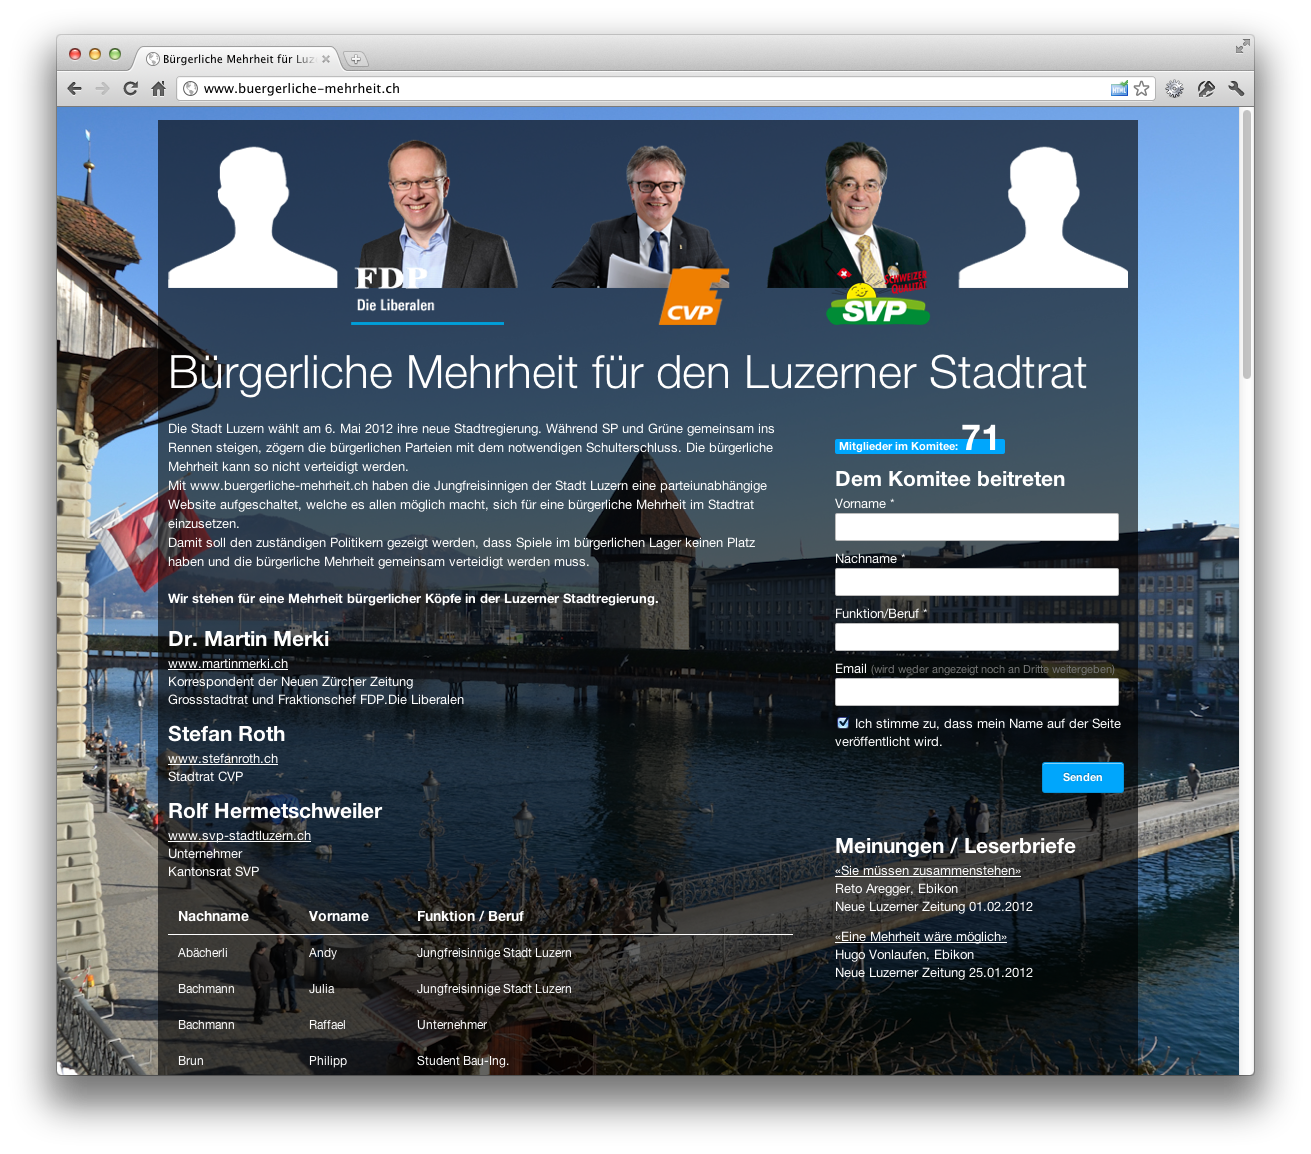 Bürgerliche Mehrheit für Luz
www.buergerliche-mehrheit.ch
HTML
FDP
Die Liberalen
CVP
SCHWEIZER
QUALITÄT
SVP
Bürgerliche Mehrheit für den Luzerner Stadtrat
Die Stadt Luzern wählt am 6. Mai 2012 ihre neue Stadtregierung. Während SP und Grüne gemeinsam ins
Rennen steigen, zögern die bürgerlichen Parteien mit dem notwendigen Schulterschluss. Die bürgerliche
Mehrheit kann so nicht verteidigt werden.
Mit www.buergerliche-mehrheit.ch haben die Jungfreisinnigen der Stadt Luzern eine parteiunabhängige
Website aufgeschaltet, welche es allen möglich macht, sich für eine bürgerliche Mehrheit im Stadtrat
einzusetzen.
Damit soll den zuständigen Politikern gezeigt werden, dass Spiele im bürgerlichen Lager keinen Platz
haben und die bürgerliche Mehrheit gemeinsam verteidigt werden muss.
Wir stehen für eine Mehrheit bürgerlicher Köpfe in der Luzerner Stadtregierung.
Dr. Martin Merki
www.martinmerki.ch
Korrespondent der Neuen Zürcher Zeitung
Grossstadtrat und Fraktionschef FDP.Die Liberalen
Stefan Roth
www.stefanroth.ch
Stadtrat CVP
Rolf Hermetschweiler
www.svp-stadtluzern.ch
Unternehmer
Kantonsrat SVP
Nachname Vorname Funktion / Beruf
Abächerli Andy Jungfreisinnige Stadt Luzern
Bachmann Julia Jungfreisinnige Stadt Luzern
Bachmann Raffael Unternehmer
Brun Philipp Student Bau-Ing.
Mitglieder im Komitee: 71
Dem Komitee beitreten
Vorname *
Nachname *
Funktion/Beruf *
Email (wird weder angezeigt noch an Dritte weitergeben)
Ich stimme zu, dass mein Name auf der Seite
veröffentlicht wird.
Senden
Meinungen / Leserbriefe
«Sie müssen zusammenstehen»
Reto Aregger, Ebikon
Neue Luzerner Zeitung 01.02.2012
«Eine Mehrheit wäre möglich»
Hugo Vonlaufen, Ebikon
Neue Luzerner Zeitung 25.01.2012